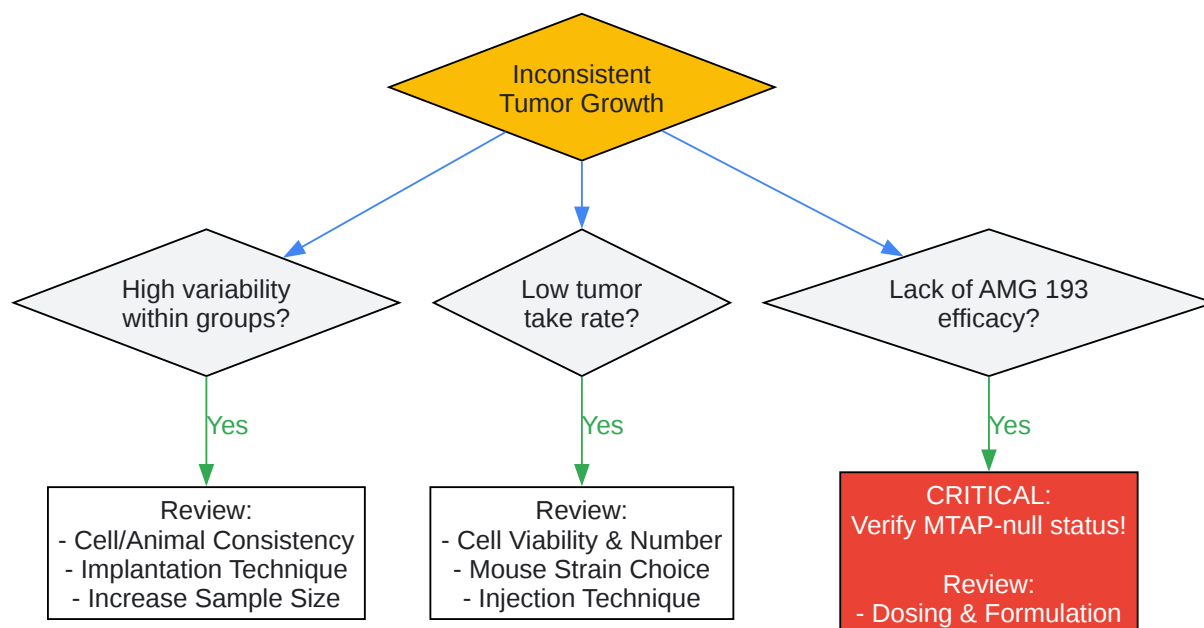 Inconsistent
Tumor Growth
High variability
within groups?
Low tumor
take rate?
Lack of AMG 193
efficacy?
Yes
Yes
Yes
Review:
- Cell/Animal Consistency
- Implantation Technique
- Increase Sample Size
Review:
- Cell Viability & Number
- Mouse Strain Choice
- Injection Technique
CRITICAL:
Verify MTAP-null status!
Review:
- Dosing & Formulation